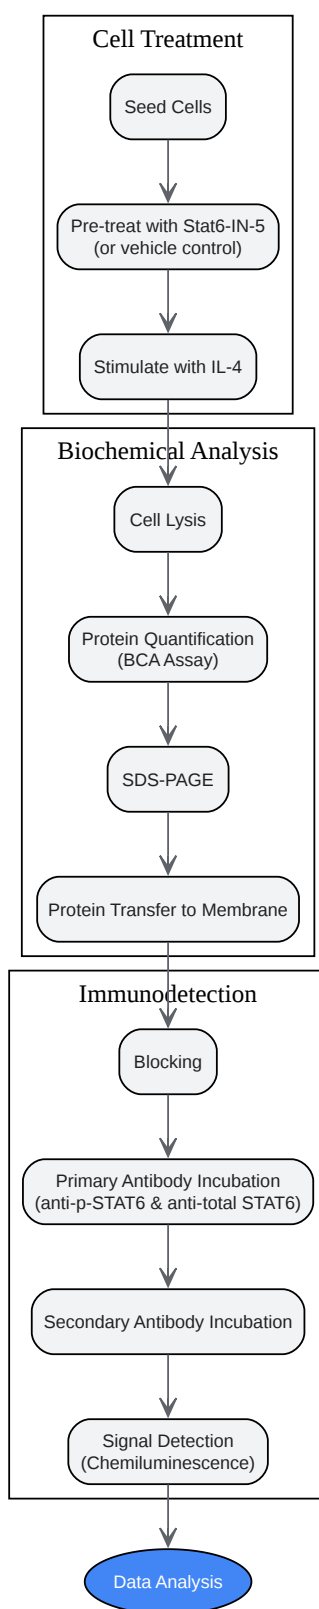 Cell Treatment
Seed Cells
Pre-treat with Stat6-IN-5
(or vehicle control)
Stimulate with IL-4
Biochemical Analysis
Cell Lysis
Protein Quantification
(BCA Assay)
SDS-PAGE
Protein Transfer to Membrane
Immunodetection
Blocking
Primary Antibody Incubation
(anti-p-STAT6 & anti-total STAT6)
Secondary Antibody Incubation
Signal Detection
(Chemiluminescence)
Data Analysis